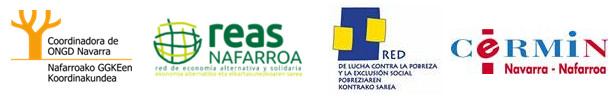 Coordinadora de
ONGD Navarra
Nafarroako GGKEen
Koordinakundea
reas
NAFARROA
red de economía alternativa y solidaria
ekonomia alternatibo eta elkartasunezkoaren sarea
RED
DE LUCHA CONTRA LA POBREZA
Y LA EXCLUSIÓN SOCIAL
POBREZIAREN
KONTRAKO SAREA
CERMIN
Navarra - Nafarroa